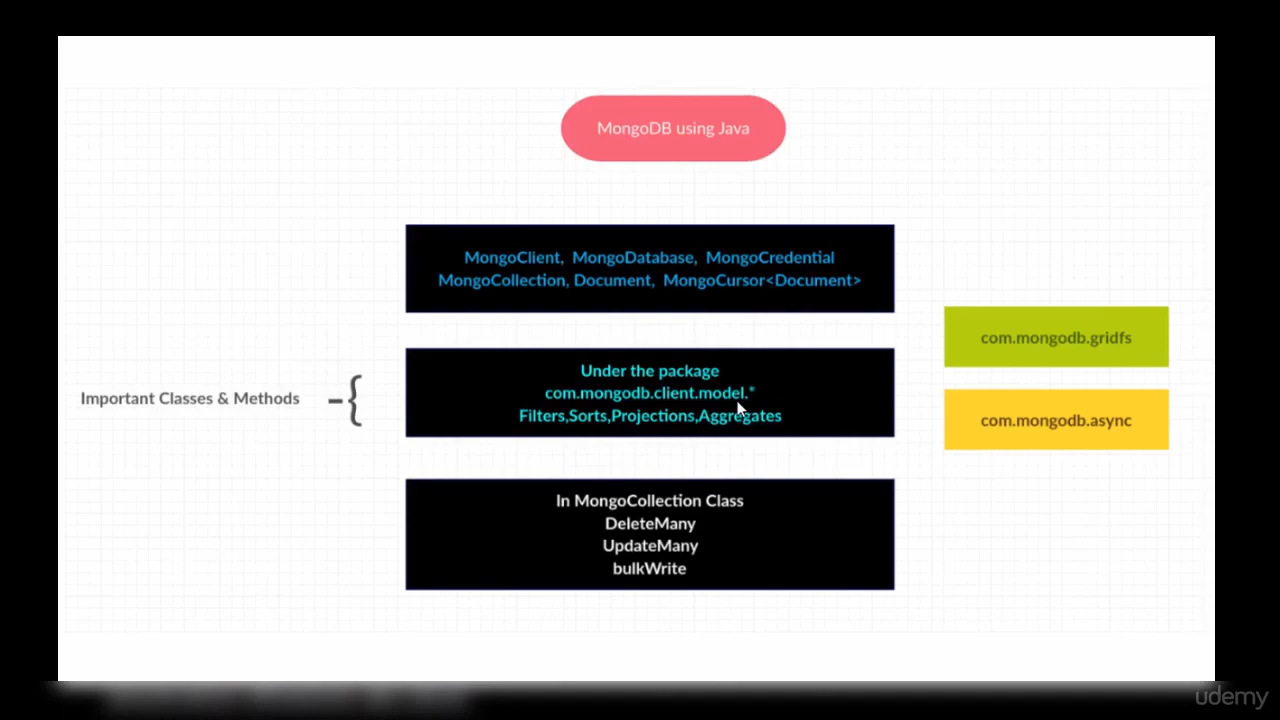 MongoDB using Java
MongoClient, MongoDatabase, MongoCredential
MongoCollection, Document, MongoCursor<Document>
com.mongodb.gridfs
Under the package
com.mongodb.client.model.*
Filters,Sorts,Projections,Aggregates
Important Classes & Methods
com.mongodb.async
In MongoCollection Class
DeleteMany
UpdateMany
bulkWrite
udemy